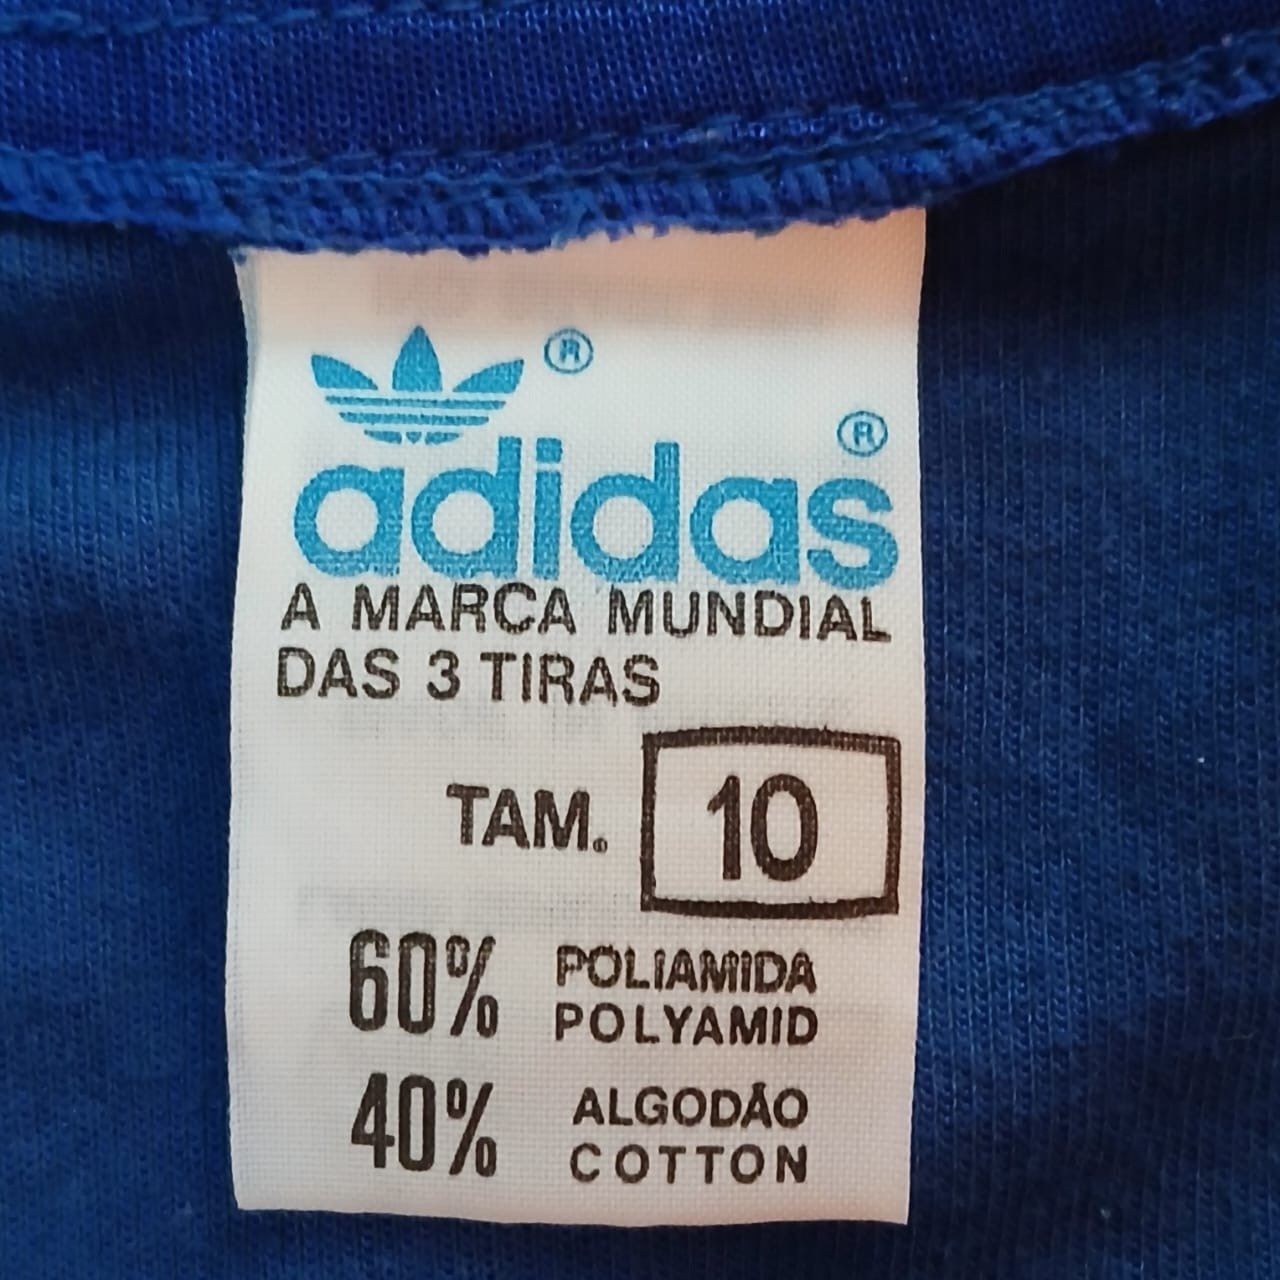 ®
adidas®
A MARCA MUNDIAL
DAS 3 TIRAS
TAM. 10
60% POLIAMIDA
POLYAMID
40% ALGODÃO
COTTON